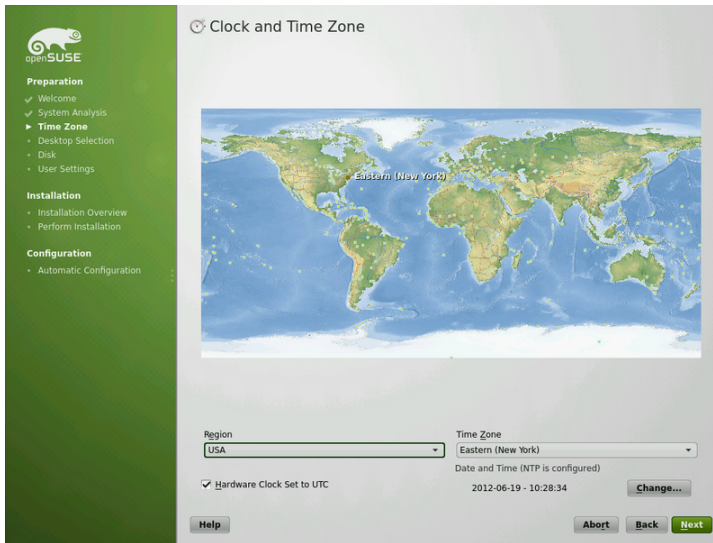 openSUSE
Preparation
Welcome
System Analysis
Time Zone
Desktop Selection
Disk
User Settings
Installation
Installation Overview
Perform Installation
Configuration
Automatic Configuration
Clock and Time Zone
Eastern (New York)
Region
USA
Hardware Clock Set to UTC
Time Zone
Eastern (New York)
Date and Time (NTP is configured)
2012-06-19 - 10:28:34
Change...
Help
Abort
Back
Next